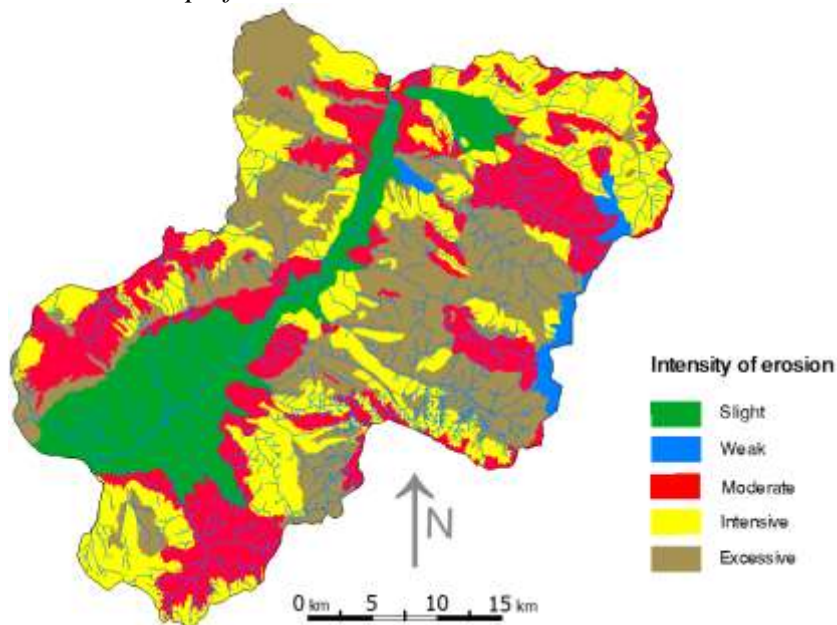 Intensity of erosion
Slight
Weak
Moderate
Intensive
Excessive
N
0 km 5 10 15 km